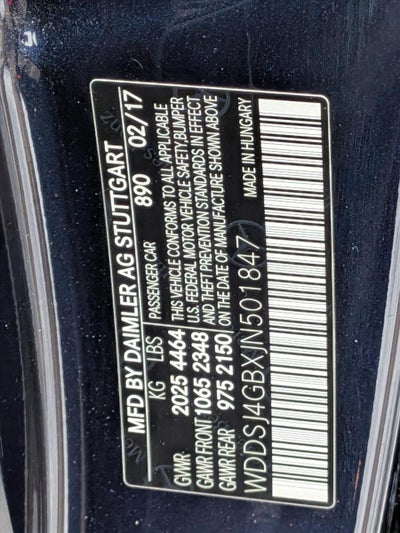 MFD BY DAIMLER AG STUTTGART
890 02/17
KG LBS PASSENGER CAR
GVWR 2025 4464 THIS VEHICLE CONFORMS TO ALL APPLICABLE
U.S. FEDERAL MOTOR VEHICLE SAFETY,BUMPER
GAWR FRONT 1065 2348 AND THEFT PREVENTION STANDARDS IN EFFECT
GAWR REAR 975 2150 ON THE DATE OF MANUFACTURE SHOWN ABOVE
WDDSJ4GBXJN501847
MADE IN HUNGARY